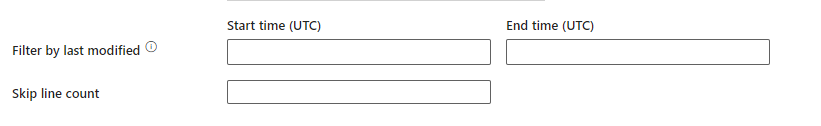 Start time (UTC) End time (UTC)
Filter by last modified
Skip line count